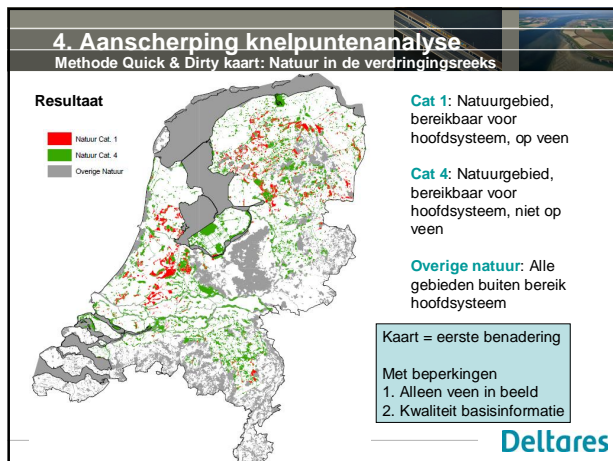 4. Aanscherping knelpuntenanalyse
Methode Quick & Dirty kaart: Natuur in de verdringingsreeks
Resultaat
Natuur Cat. 1
Natuur Cat. 4
Overige Natuur
Cat 1: Natuurgebied,
bereikbaar voor
hoofdsysteem, op veen
Cat 4: Natuurgebied,
bereikbaar voor
hoofdsysteem, niet op
veen
Overige natuur: Alle
gebieden buiten bereik
hoofdsysteem
Kaart = eerste benadering
Met beperkingen
1. Alleen veen in beeld
2. Kwaliteit basisinformatie
Deltares